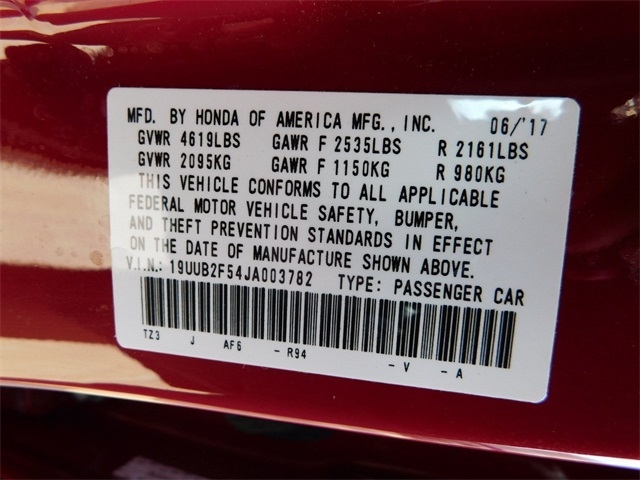 MFD. BY HONDA OF AMERICA MFG., INC. 06/'17
GVWR 4619LBS GAWR F 2535LBS R 2161LBS
GVWR 2095KG GAWR F 1150KG R 980KG
THIS VEHICLE CONFORMS TO ALL APPLICABLE
FEDERAL MOTOR VEHICLE SAFETY, BUMPER,
AND THEFT PREVENTION STANDARDS IN EFFECT
ON THE DATE OF MANUFACTURE SHOWN ABOVE.
V.I.N.: 19UUB2F54JA003782 TYPE: PASSENGER CAR
TZ3 J AF6 - R94 - V - A